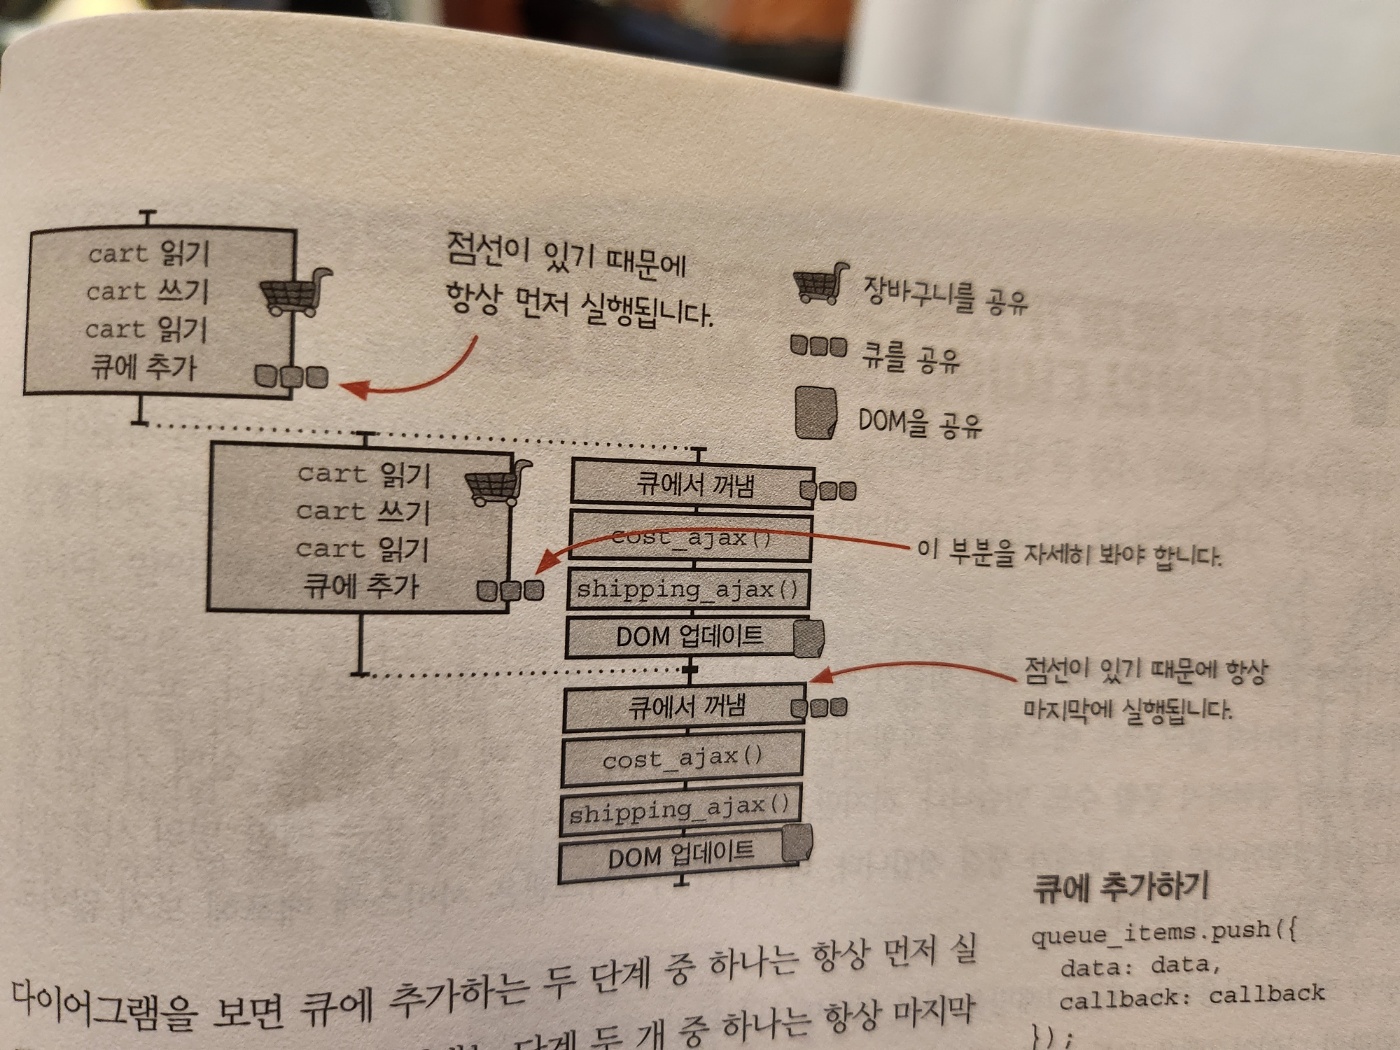 cart 읽기
cart 쓰기
cart 읽기
큐에 추가
점선이 있기 때문에
항상 먼저 실행됩니다.
장바구니를 공유
큐를 공유
DOM을 공유
cart 읽기
cart 쓰기
cart 읽기
큐에 추가
큐에서 꺼냄
cost_ajax()
shipping_ajax()
DOM 업데이트
이 부분을 자세히 봐야 합니다.
큐에서 꺼냄
cost_ajax()
shipping_ajax()
DOM 업데이트
점선이 있기 때문에 항상
마지막에 실행됩니다.
다이어그램을 보면 큐에 추가하는 두 단계 중 하나는 항상 먼저 실
단계 두 개 중 하나는 항상 마지막
큐에 추가하기
queue_items.push({
data: data,
callback: callback
});